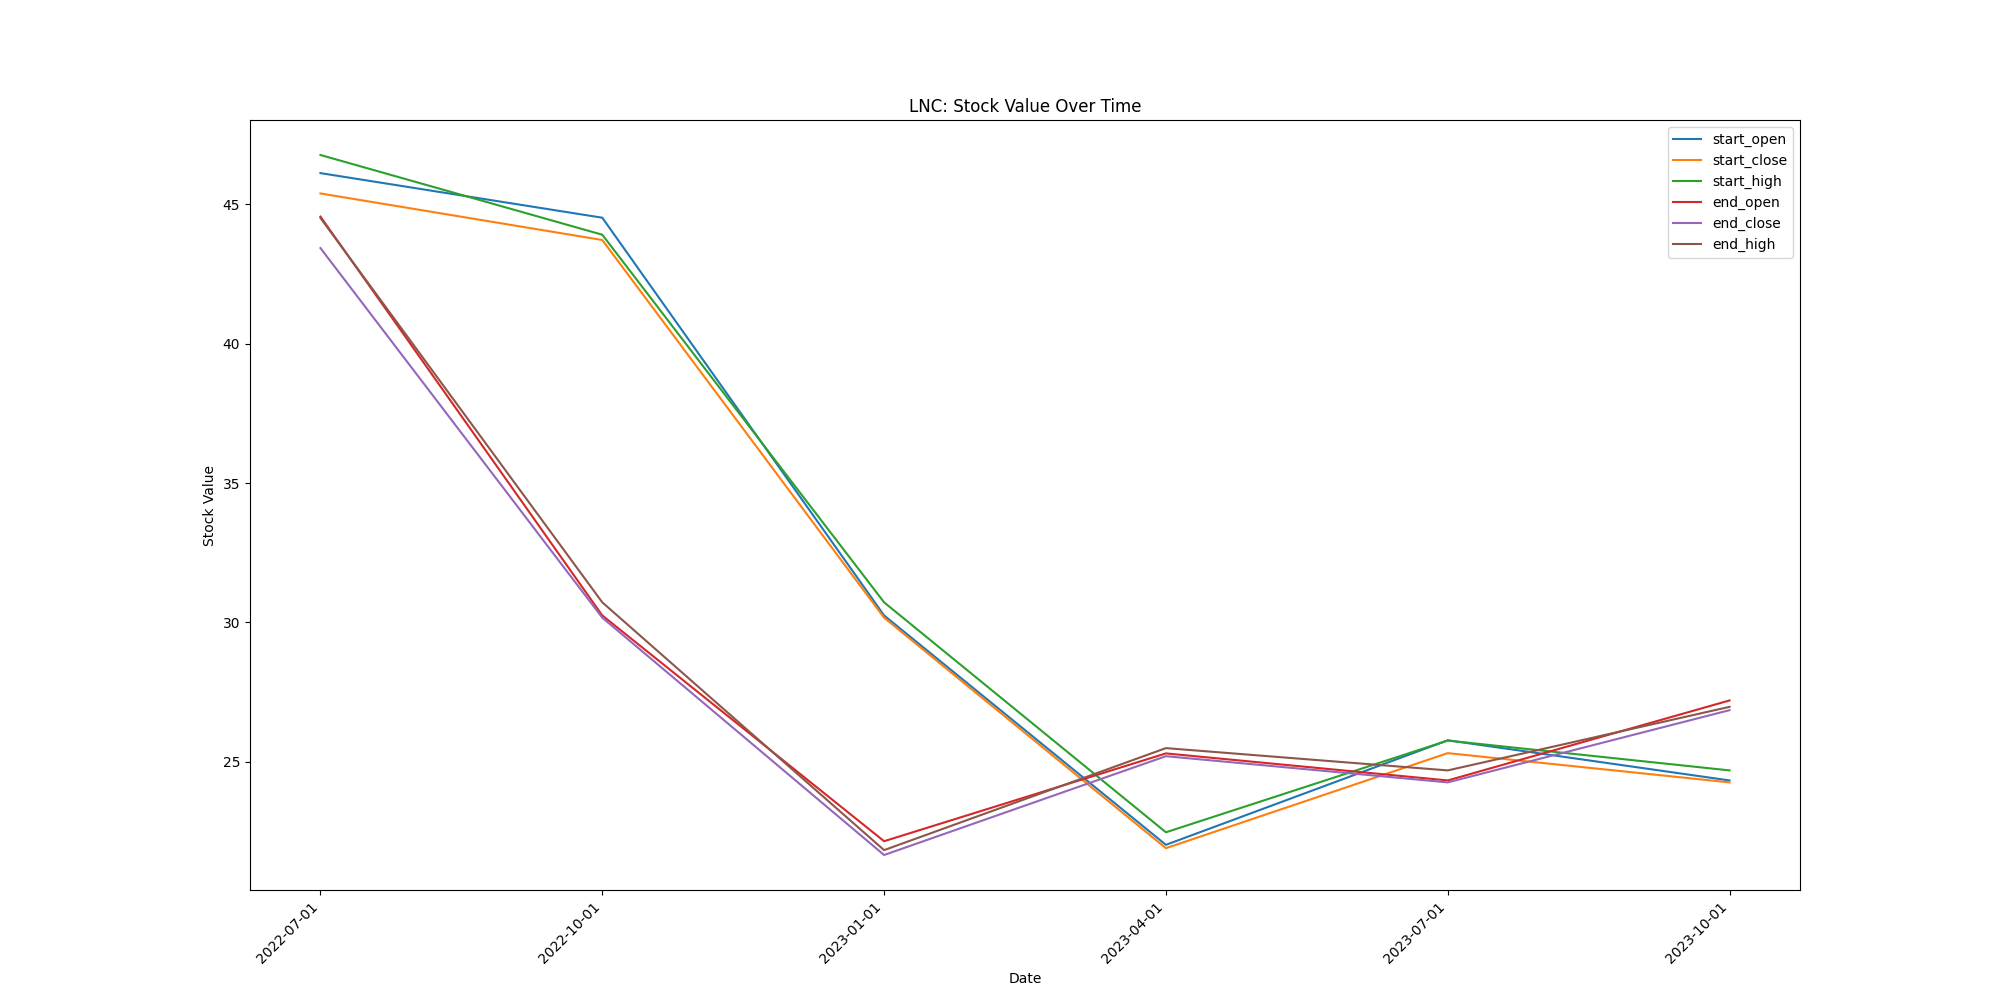 LNC: Stock Value Over Time
start_open
start_close
start_high
end_open
end_close
end_high
Stock Value
45
40
35
30
25
2022-07-01
2022-10-01
2023-01-01
2023-04-01
2023-07-01
2023-10-01
Date